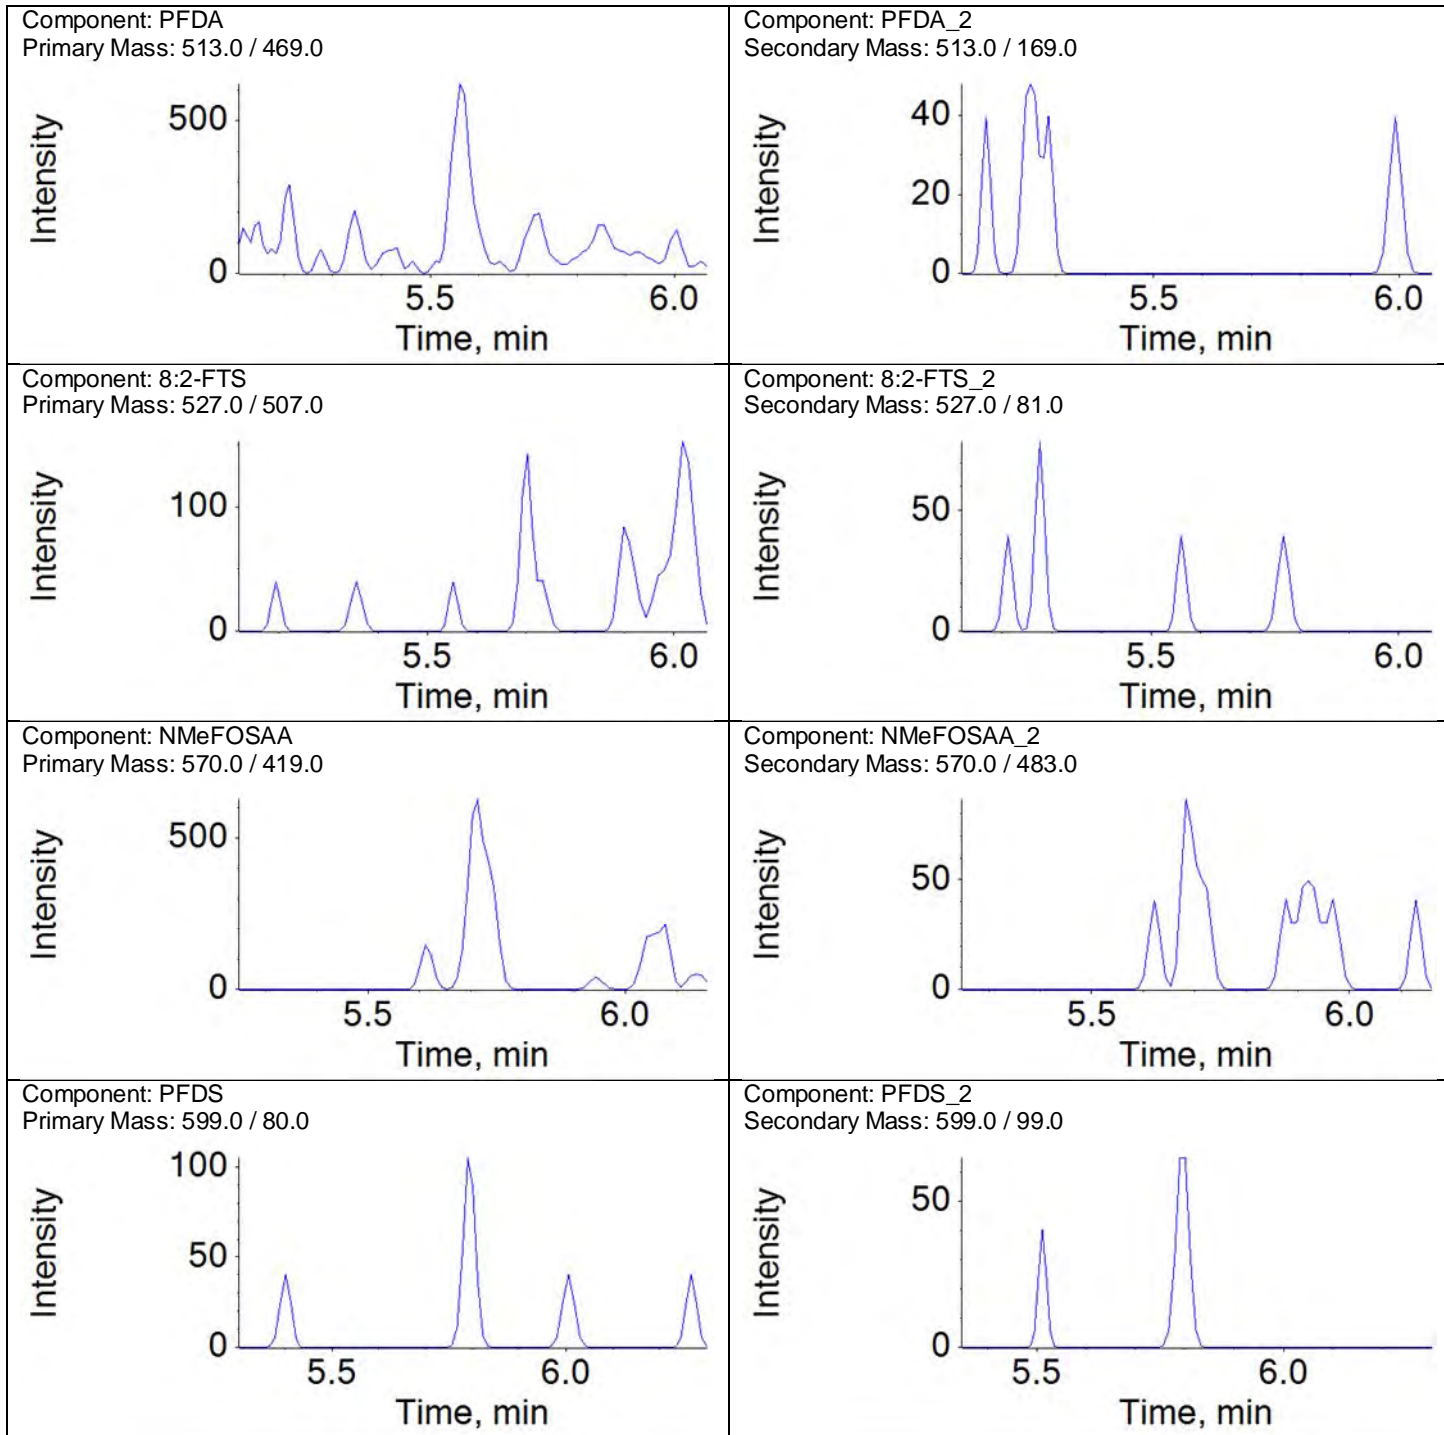 Component: PFDA
Primary Mass: 513.0 / 469.0
Intensity
500
0
5.5
6.0
Time, min
Component: PFDA_2
Secondary Mass: 513.0 / 169.0
Intensity
40
20
0
5.5
6.0
Time, min
Component: 8:2-FTS
Primary Mass: 527.0 / 507.0
Intensity
100
0
5.5
6.0
Time, min
Component: 8:2-FTS_2
Secondary Mass: 527.0 / 81.0
Intensity
50
0
5.5
6.0
Time, min
Component: NMeFOSAA
Primary Mass: 570.0 / 419.0
Intensity
500
0
5.5
6.0
Time, min
Component: NMeFOSAA_2
Secondary Mass: 570.0 / 483.0
Intensity
50
0
5.5
6.0
Time, min
Component: PFDS
Primary Mass: 599.0 / 80.0
Intensity
100
50
0
5.5
6.0
Time, min
Component: PFDS_2
Secondary Mass: 599.0 / 99.0
Intensity
50
0
5.5
6.0
Time, min